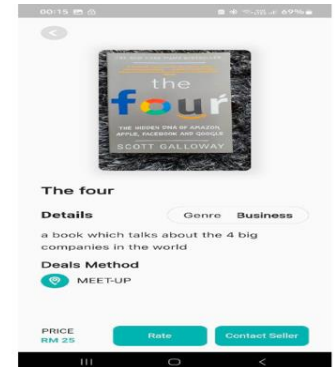 00:15
69%
THE NEW YORK TIMES BESTSELLER
the
four
THE HIDDEN DNA OF AMAZON,
APPLE, FACEBOOK AND GOOGLE
SCOTT GALLOWAY
The four
Details
Genre Business
a book which talks about the 4 big
companies in the world
Deals Method
MEET-UP
PRICE
RM 25
Rate
Contact Seller